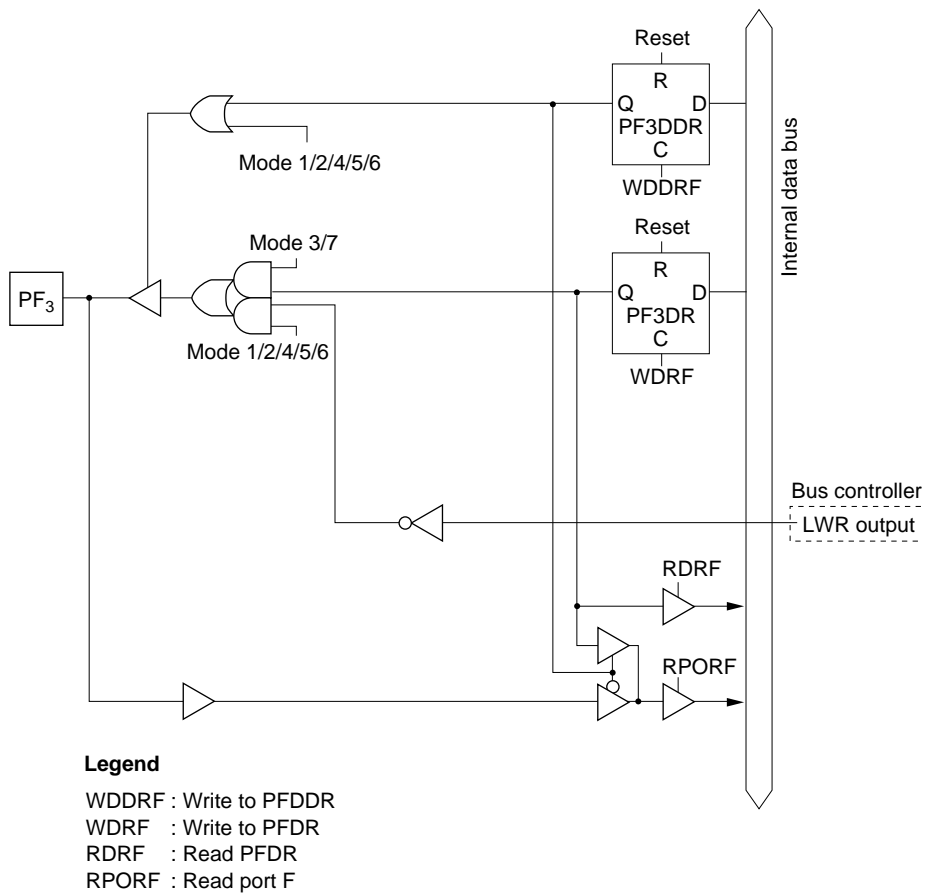 Reset
R
Q D
PF3DDR
C
WDDRF
Mode 1/2/4/5/6
Internal data bus
Reset
R
Q D
PF3DR
C
WDRF
Mode 3/7
PF3
Mode 1/2/4/5/6
Bus controller
LWR output
RDRF
RPORF
Legend
WDDRF : Write to PFDDR
WDRF : Write to PFDR
RDRF : Read PFDR
RPORF : Read port F